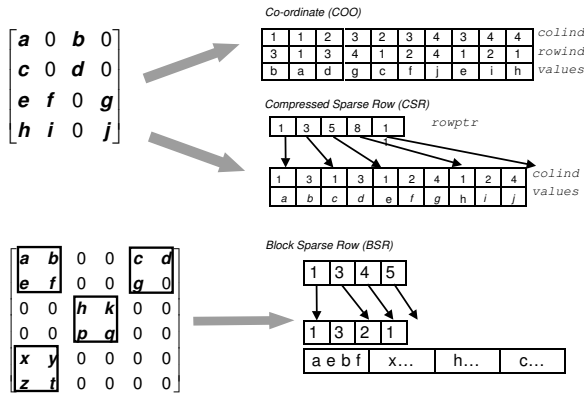 Co-ordinate (COO)
a 0 b 0
c 0 d 0
e f 0 g
h i 0 j
1 1 2 3 2 3 4 3 4 4 colind
3 1 3 4 1 2 4 1 2 1 rowind
b a d g c f j e i h values
Compressed Sparse Row (CSR)
1 3 5 8 11 rowptr
1 3 1 3 1 2 4 1 2 4 colind
a b c d e f g h i j values
Block Sparse Row (BSR)
a b 0 0 c d
e f 0 0 g 0
0 0 h k 0 0
0 0 p q 0 0
x y 0 0 0 0
z t 0 0 0 0
1 3 4 5
1 3 2 1
a e b f x... h... c...